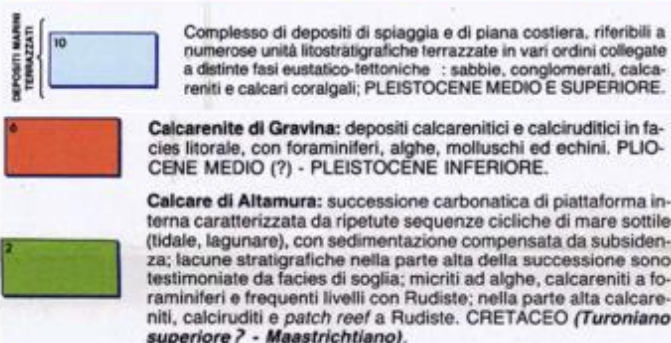 DEPOSITI MARINI
TERRAZZATI
10
Complesso di depositi di spiaggia e di piana costiera, riferibili a
numerose unità litostratigrafiche terrazzate in vari ordini collegate
a distinte fasi eustatico-tettoniche : sabbie, conglomerati, calca-
reniti e calcari coralgali; PLEISTOCENE MEDIO E SUPERIORE.
6
Calcarenite di Gravina: depositi calcarenitici e calciruditici in fa-
cies litorale, con foraminiferi, alghe, molluschi ed echini. PLIO-
CENE MEDIO (?) - PLEISTOCENE INFERIORE.
2
Calcare di Altamura: successione carbonatica di piattaforma in-
terna caratterizzata da ripetute sequenze cicliche di mare sottile
(tidale, lagunare), con sedimentazione compensata da subsiden-
za; lacune stratigrafiche nella parte alta della successione sono
testimoniate da facies di soglia; micriti ad alghe, calcareniti a fo-
raminiferi e frequenti livelli con Rudiste; nella parte alta calcare-
niti, calciruditi e patch reef a Rudiste. CRETACEO (Turoniano
superiore ? - Maastrichtiano).